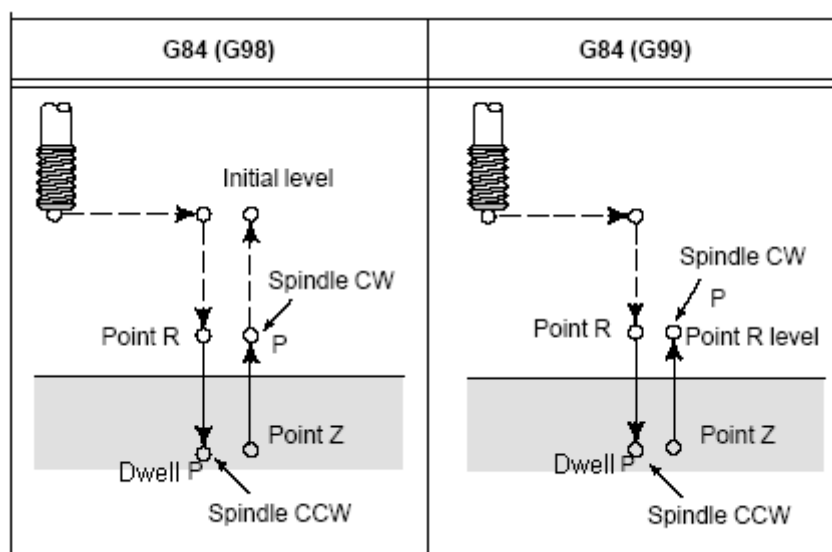 G84 (G98)
G84 (G99)
Initial level
Spindle CW
Point R
P
Point Z
Dwell P
Spindle CCW
Spindle CW
P
Point R
Point R level
Point Z
Dwell P
Spindle CCW